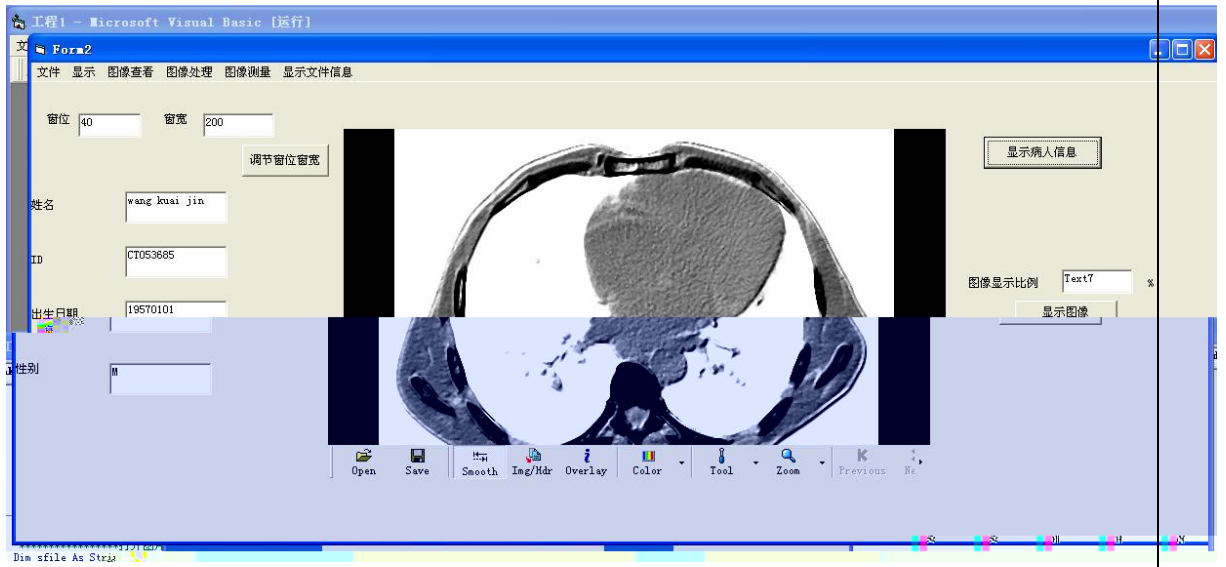 工程1 - Microsoft Visual Basic [运行]
文
Form2
文件 显示 图像查看 图像处理 图像测量 显示文件信息
窗位 40 窗宽 200
调节窗位窗宽
显示病人信息
姓名 wang kuai jin
ID CT053685
图像显示比例 Text7 %
出生日期 19570101
显示图像
性别 M
Open Save Smooth Img/Hdr Overlay Color Tool Zoom Previous Ne
Dim sfile As Stri